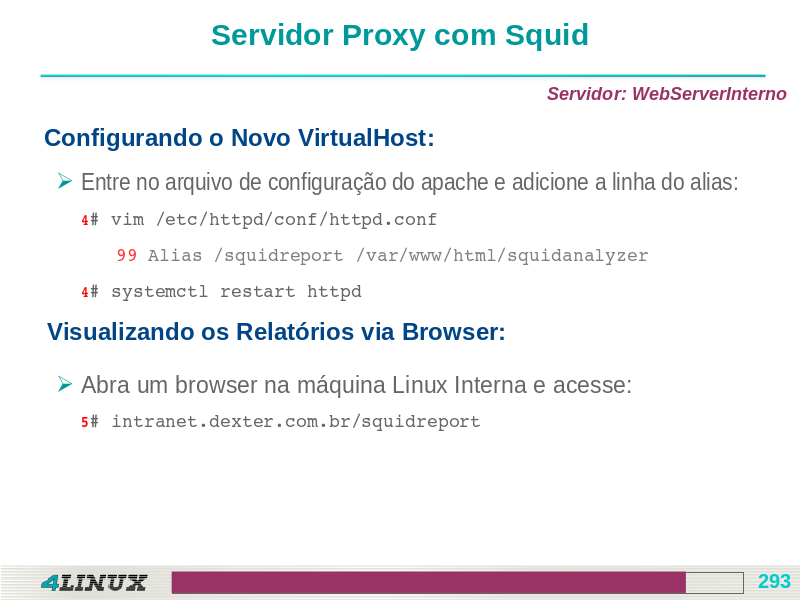 Servidor Proxy com Squid
Servidor: WebServerInterno
Configurando o Novo VirtualHost:
Entre no arquivo de configuração do apache e adicione a linha do alias:
4# vim /etc/httpd/conf/httpd.conf
99 Alias /squidreport /var/www/html/squidanalyzer
4# systemctl restart httpd
Visualizando os Relatórios via Browser:
Abra um browser na máquina Linux Interna e acesse:
5# intranet.dexter.com.br/squidreport
4LINUX
293